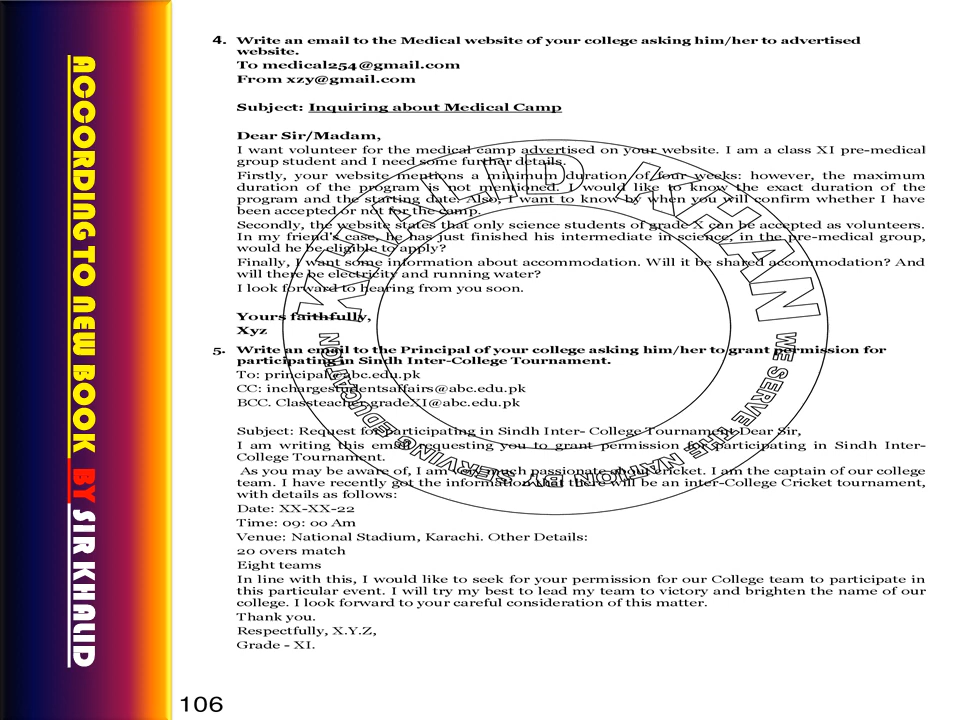 ACCORDING TO NEW BOOK BY SIR KHALID
4. Write an email to the Medical website of your college asking him/her to advertised
website.
To medical254@gmail.com
From xzy@gmail.com
Subject: Inquiring about Medical Camp
Dear Sir/Madam,
I want volunteer for the medical camp advertised on your website. I am a class XI pre-medical
group student and I need some further details.
Firstly, your website mentions a minimum duration of four weeks: however, the maximum
duration of the program is not mentioned. I would like to know the exact duration of the
program and the starting date. Also, I want to know by when you will confirm whether I have
been accepted or not for the camp.
Secondly, the website states that only science students of grade X can be accepted as volunteers.
In my friend's case, he has just finished his intermediate in science, in the pre-medical group,
would he be eligible to apply?
Finally, I want some information about accommodation. Will it be shared accommodation? And
will there be electricity and running water?
I look forward to hearing from you soon.
Yours faithfully,
Xyz
5. Write an email to the Principal of your college asking him/her to grant permission for
participating in Sindh Inter-College Tournament.
To: principal@abc.edu.pk
CC: inchargestudentsaffairs@abc.edu.pk
BCC. Classteacher.gradeXI@abc.edu.pk
Subject: Request for participating in Sindh Inter- College Tournament Dear Sir,
I am writing this email requesting you to grant permission for participating in Sindh Inter-
College Tournament.
As you may be aware of, I am very much passionate about cricket. I am the captain of our college
team. I have recently got the information that there will be an inter-College Cricket tournament,
with details as follows:
Date: XX-XX-22
Time: 09: 00 Am
Venue: National Stadium, Karachi. Other Details:
20 overs match
Eight teams
In line with this, I would like to seek for your permission for our College team to participate in
this particular event. I will try my best to lead my team to victory and brighten the name of our
college. I look forward to your careful consideration of this matter.
Thank you.
Respectfully, X.Y.Z,
Grade - XI.
KHALID KHAN
WE SERVE THE NATION BY SERVING EDUCATION
106